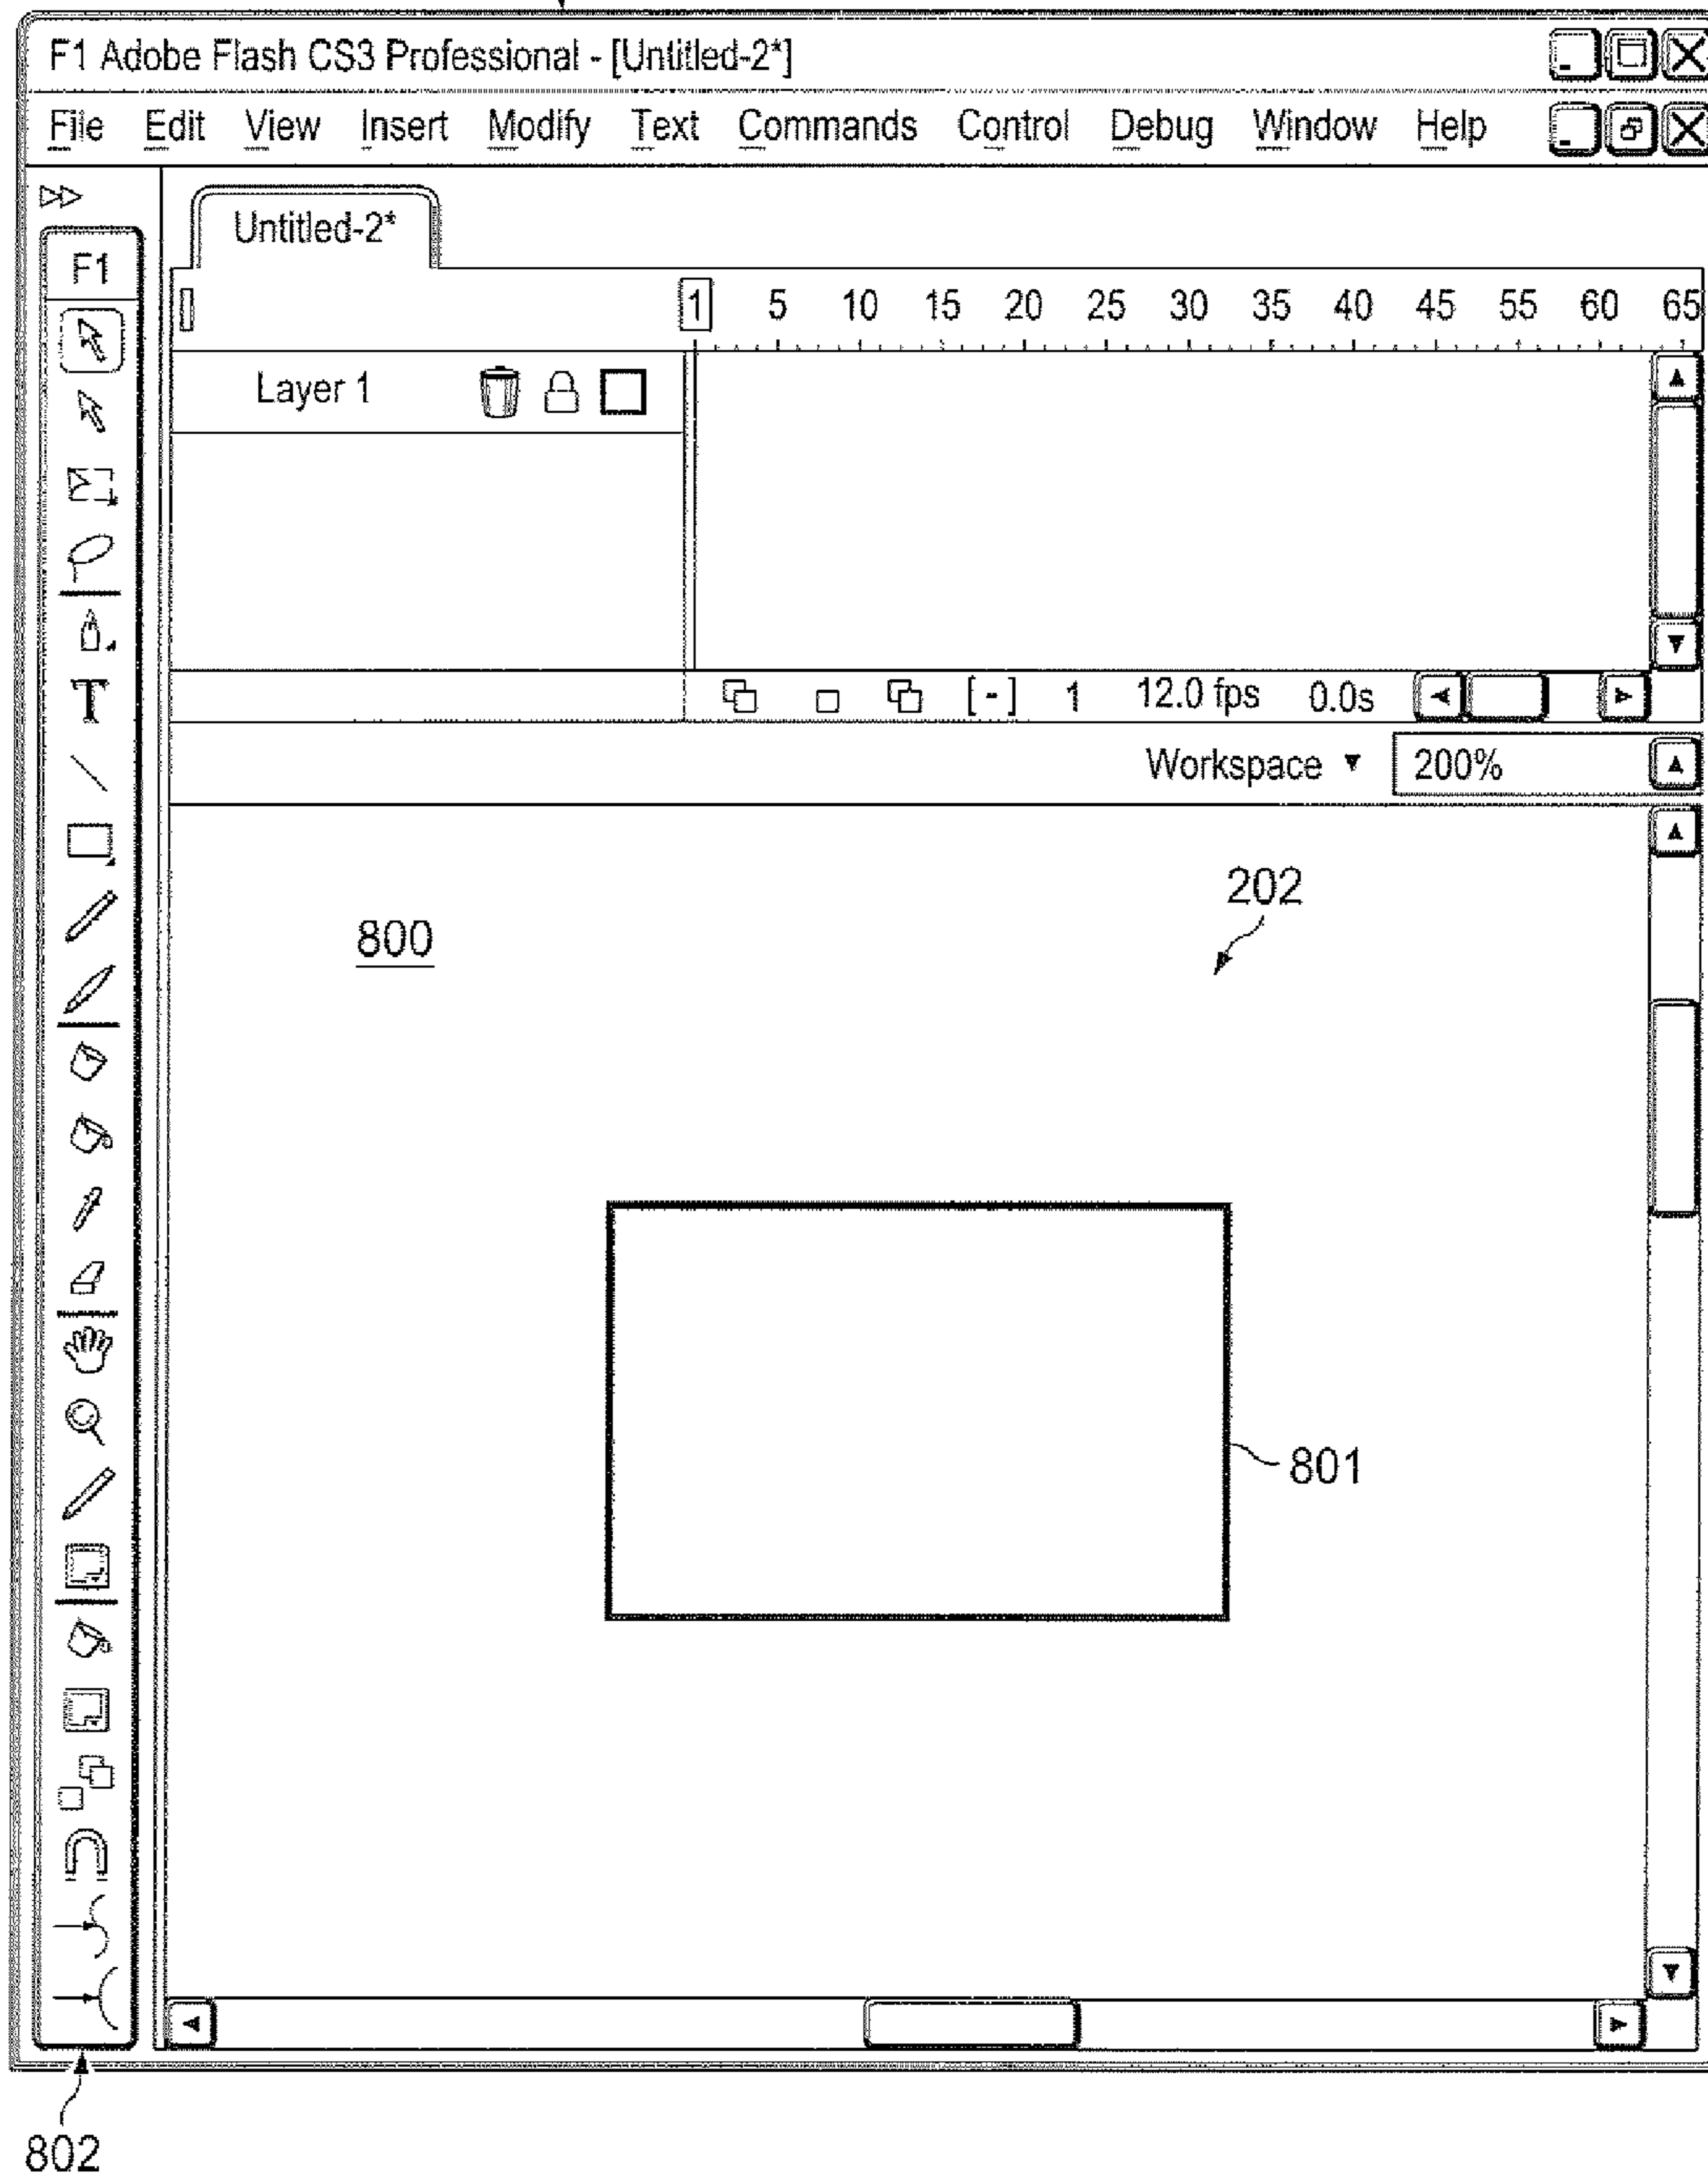 F1 Adobe Flash CS3 Professional - [Untitled-2*]
File Edit View Insert Modify Text Commands Control Debug Window Help
Untitled-2*
F1
1 5 10 15 20 25 30 35 40 45 50 55 60 65
Layer 1
T
[-] 1 12.0 fps 0.0s
Workspace 200%
202
800
801
802